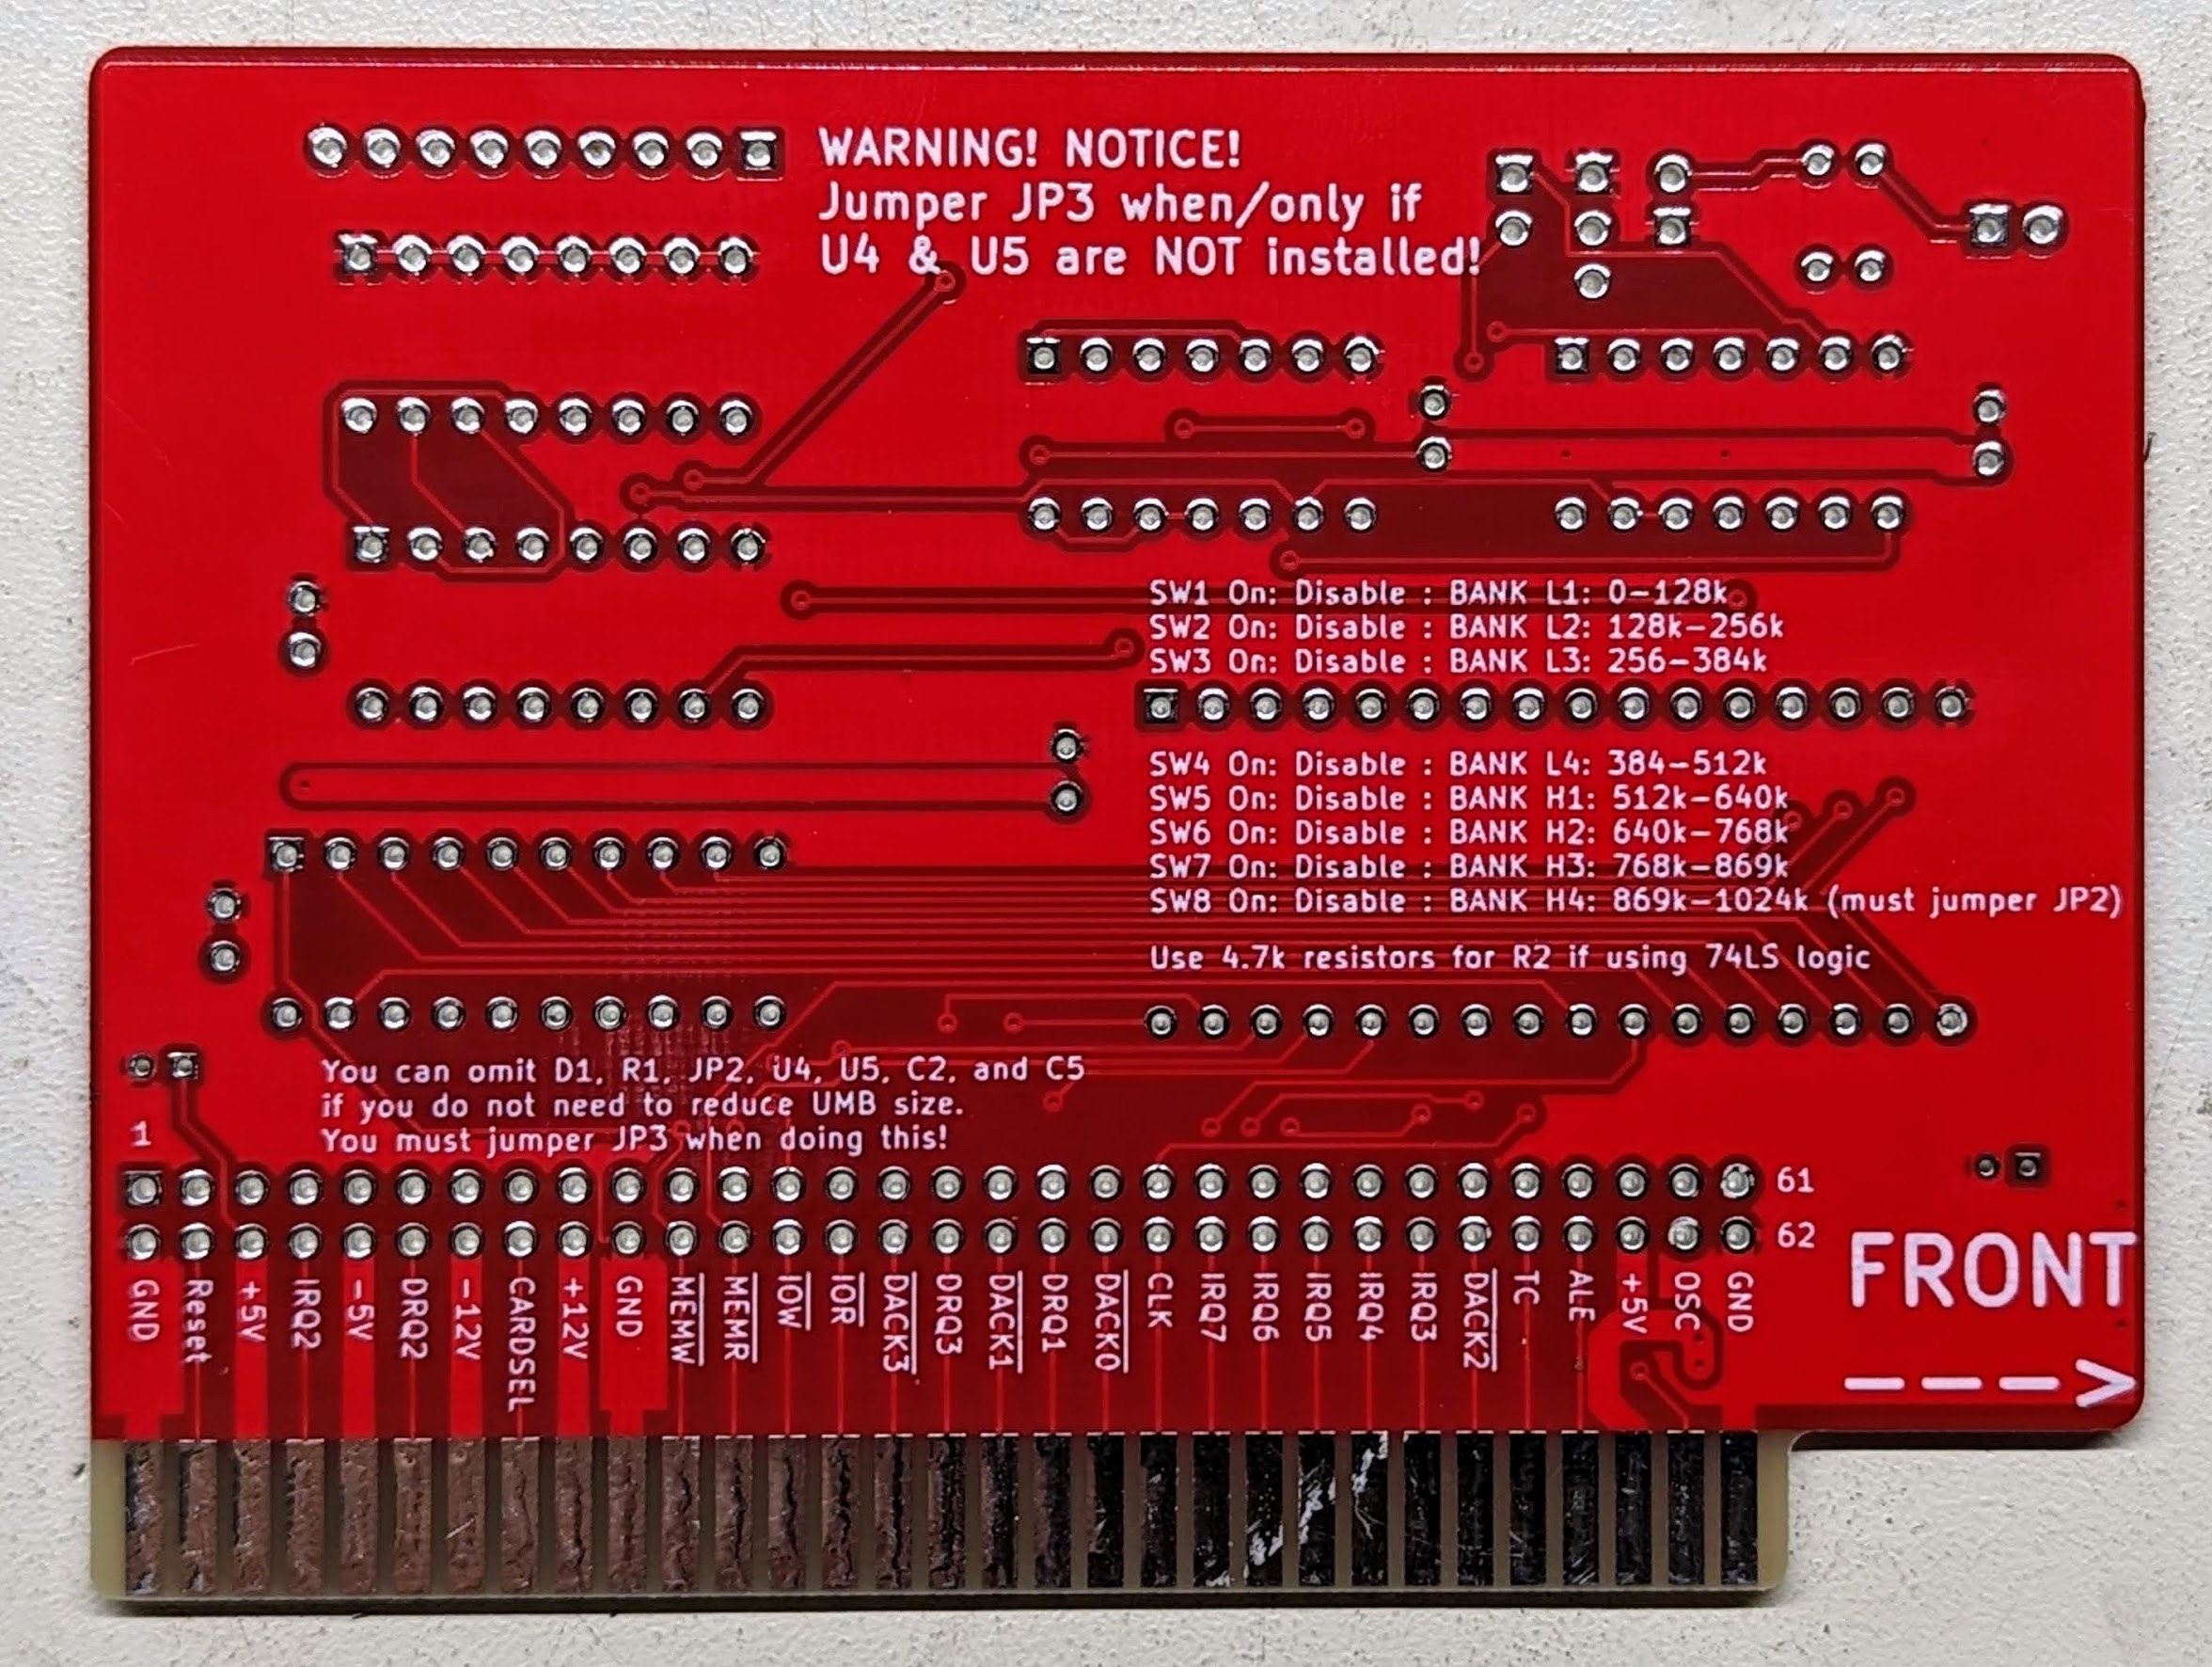 WARNING! NOTICE!
Jumper JP3 when/only if
U4 & U5 are NOT installed!
SW1 On: Disable : BANK L1: 0-128k
SW2 On: Disable : BANK L2: 128k-256k
SW3 On: Disable : BANK L3: 256-384k
SW4 On: Disable : BANK L4: 384-512k
SW5 On: Disable : BANK H1: 512k-640k
SW6 On: Disable : BANK H2: 640k-768k
SW7 On: Disable : BANK H3: 768k-869k
SW8 On: Disable : BANK H4: 869k-1024k (must jumper JP2)
Use 4.7k resistors for R2 if using 74LS logic
You can omit D1, R1, JP2, U4, U5, C2, and C5
if you do not need to reduce UMB size.
You must jumper JP3 when doing this!
1
61
62
GND
Reset
+5V
IRQ2
-5V
DRQ2
-12V
CARDSEL
+12V
GND
MEMW
MEMR
IOW
IOR
DACK3
DRQ3
DACK1
DRQ1
DACK0
CLK
IRQ7
IRQ6
IRQ5
IRQ4
IRQ3
DACK2
TC
ALE
+5V
OSC
GND
FRONT
--->